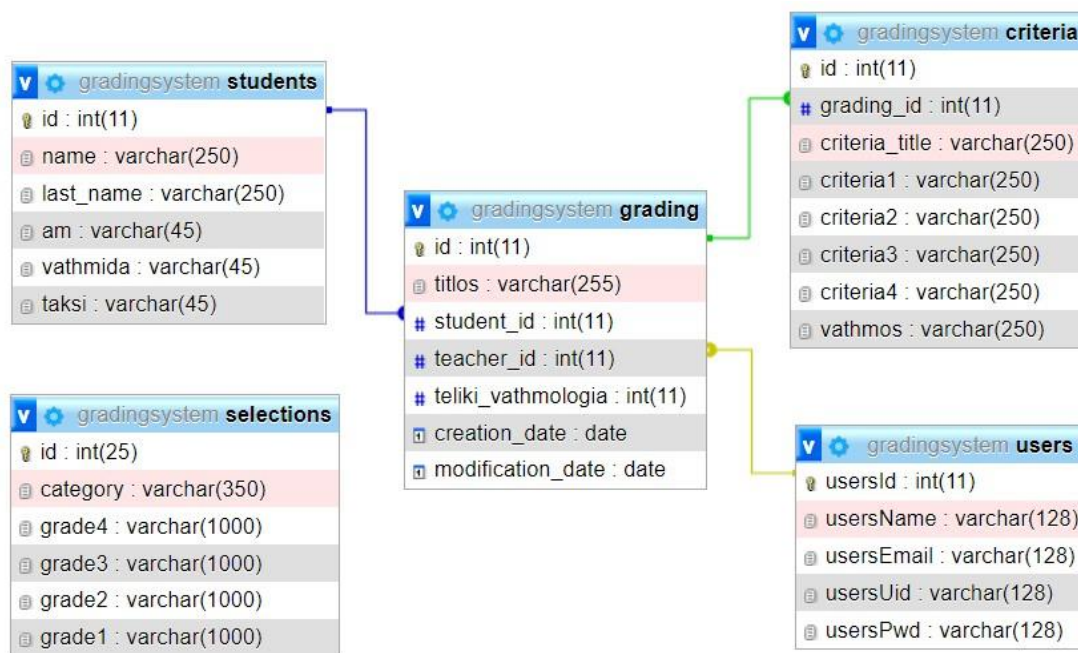 gradingsystem students
id : int(11)
name : varchar(250)
last_name : varchar(250)
am : varchar(45)
vathmida : varchar(45)
taksi : varchar(45)
gradingsystem selections
id : int(25)
category : varchar(350)
grade4 : varchar(1000)
grade3 : varchar(1000)
grade2 : varchar(1000)
grade1 : varchar(1000)
v gradingsystem grading
id : int(11)
titlos : varchar(255)
# student_id : int(11)
# teacher_id : int(11)
# teliki_vathmologia : int(11)
creation_date : date
modification_date : date
v gradingsystem criteria
id : int(11)
# grading_id : int(11)
criteria_title : varchar(250)
criteria1 : varchar(250)
criteria2 : varchar(250)
criteria3 : varchar(250)
criteria4 : varchar(250)
vathmos : varchar(250)
v gradingsystem users
usersId : int(11)
usersName : varchar(128)
usersEmail : varchar(128)
usersUid : varchar(128)
usersPwd : varchar(128)